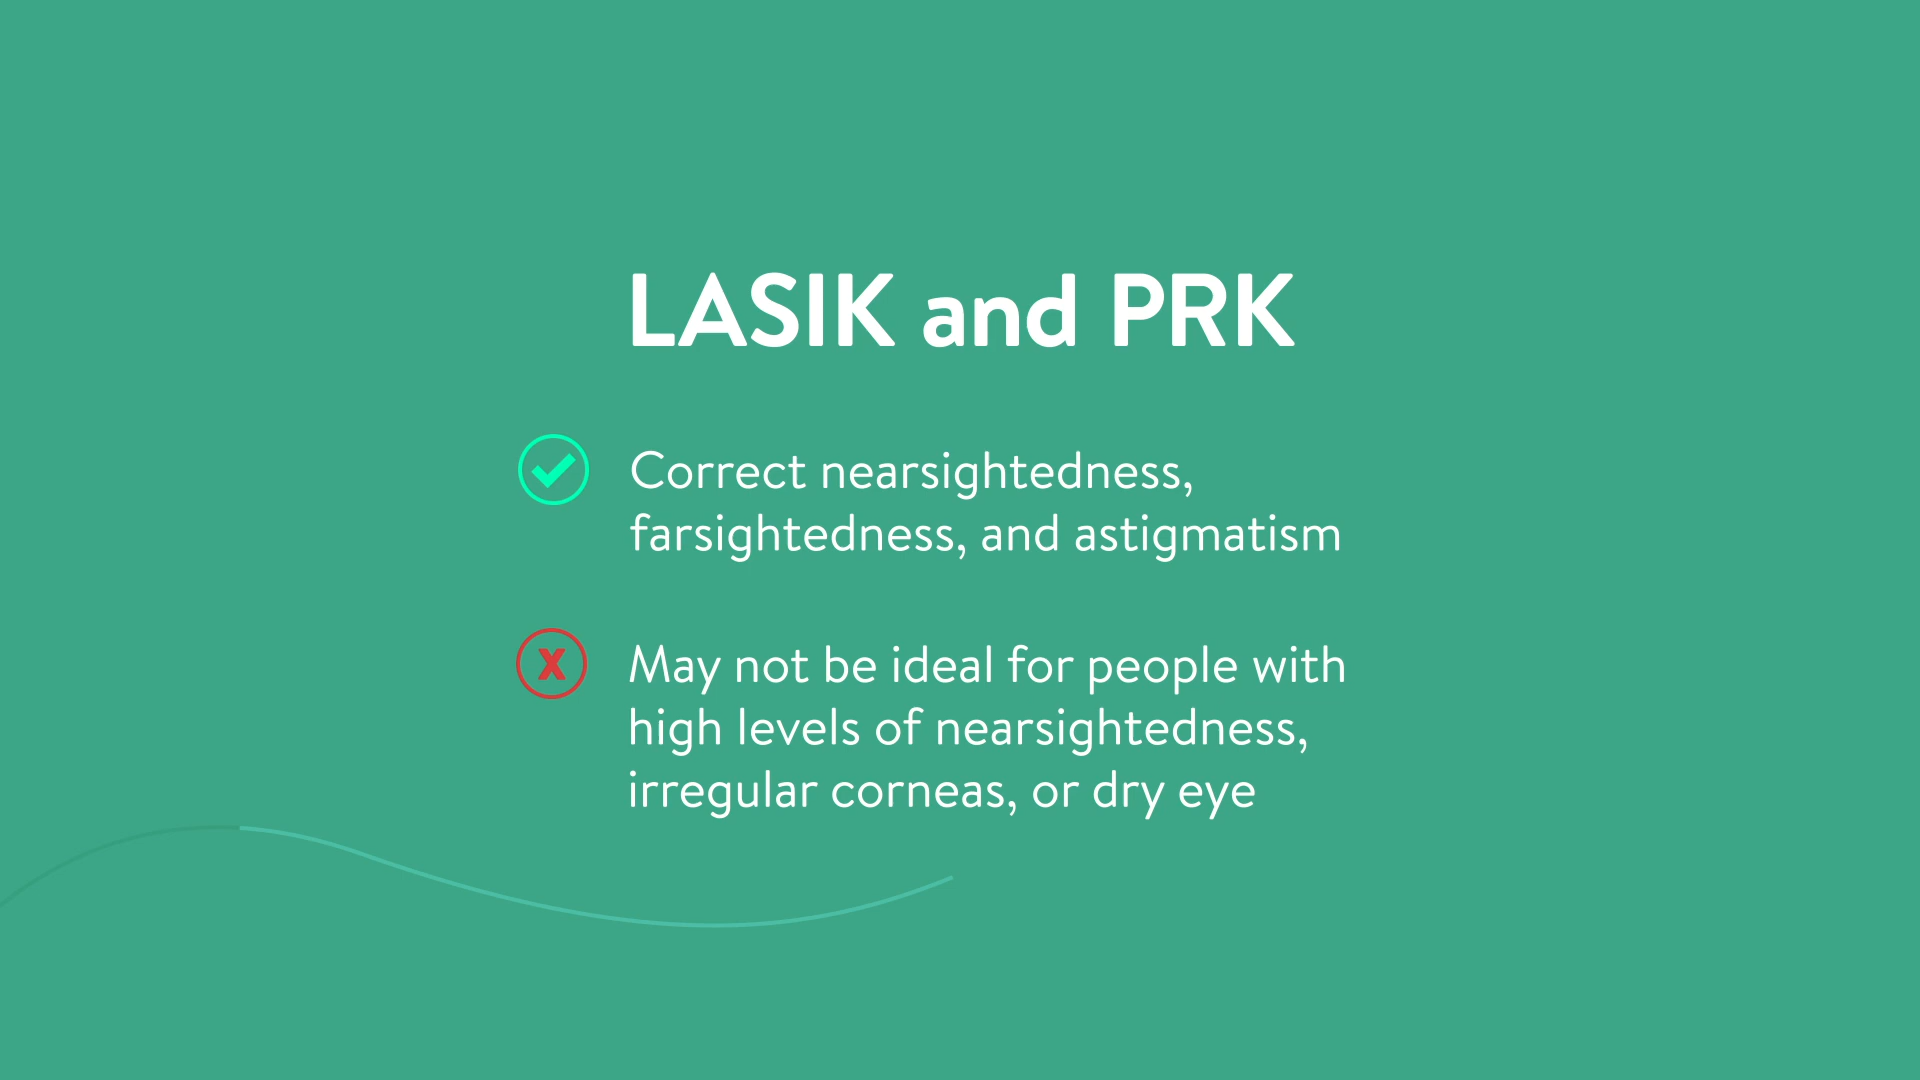 LASIK and PRK
Correct nearsightedness,
farsightedness, and astigmatism
X May not be ideal for people with
high levels of nearsightedness,
irregular corneas, or dry eye